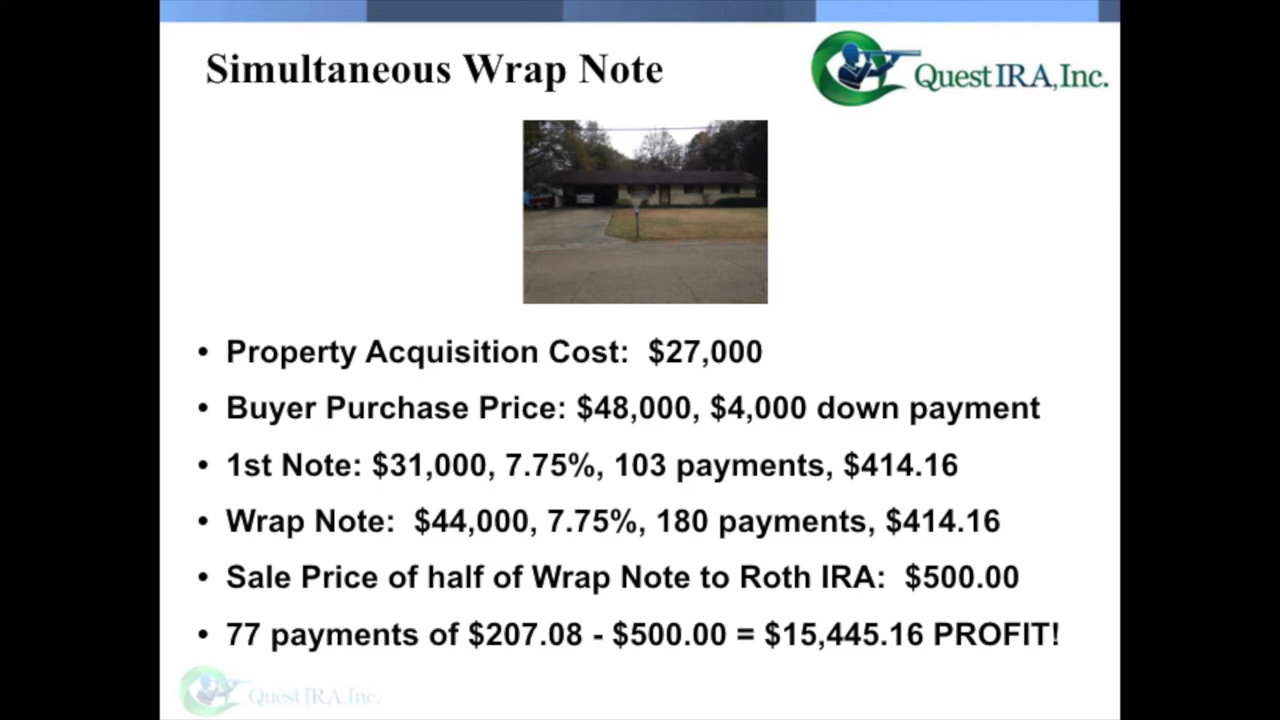 Simultaneous Wrap Note
Quest IRA, Inc.
• Property Acquisition Cost: $27,000
• Buyer Purchase Price: $48,000, $4,000 down payment
• 1st Note: $31,000, 7.75%, 103 payments, $414.16
• Wrap Note: $44,000, 7.75%, 180 payments, $414.16
• Sale Price of half of Wrap Note to Roth IRA: $500.00
• 77 payments of $207.08 - $500.00 = $15,445.16 PROFIT!
Quest IRA, Inc.